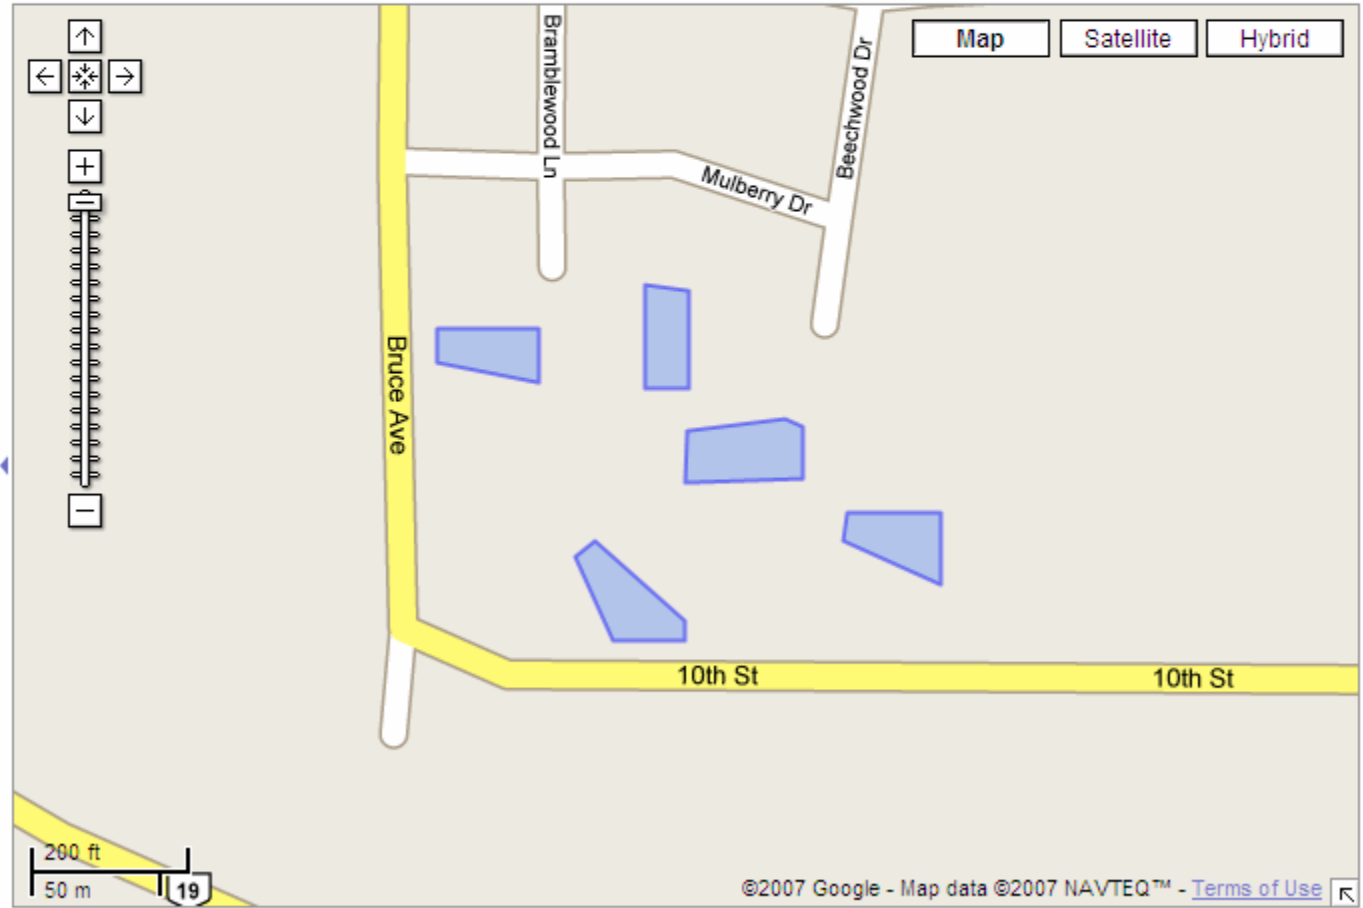 Map Satellite Hybrid
Bramblewood Ln
Beechwood Dr
Mulberry Dr
Bruce Ave
10th St 10th St
200 ft
50 m
19
©2007 Google - Map data ©2007 NAVTEQ™ - Terms of Use